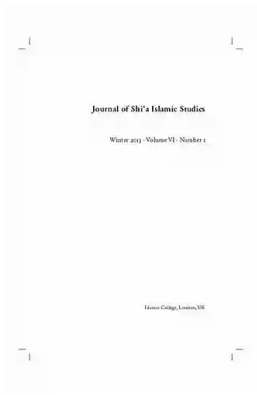 Journal of Shi'a Islamic Studies
Winter 2013 · Volume VI · Number 1
Islamic College, London, UK